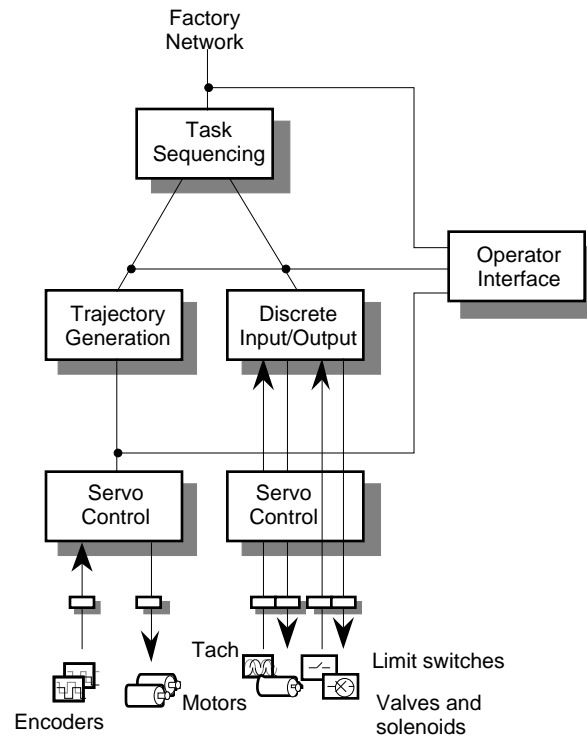 Factory
Network
Task
Sequencing
Operator
Interface
Trajectory
Generation
Discrete
Input/Output
Servo
Control
Servo
Control
Tach
Limit switches
Encoders
Motors
Valves and
solenoids